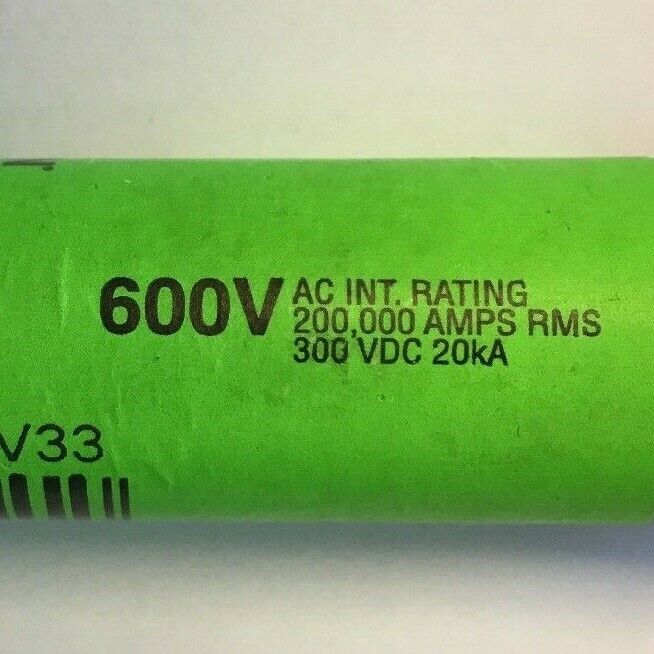 600V AC INT. RATING
200,000 AMPS RMS
300 VDC 20kA
V33